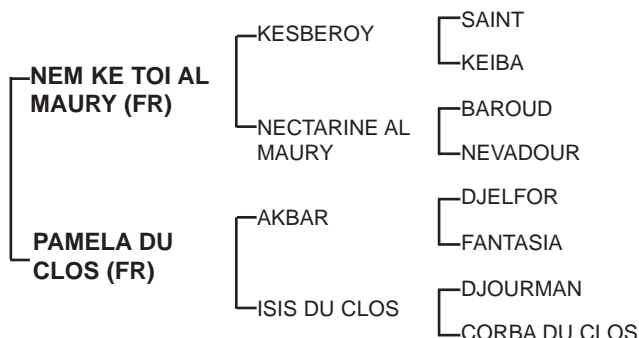 SAINT
KESBEROY
KEIBA
NEM KE TOI AL
MAURY (FR)
BAROUD
NECTARINE AL
MAURY
NEVADOUR
DJELFOR
AKBAR
FANTASIA
PAMELA DU
CLOS (FR)
DJOURMAN
ISIS DU CLOS
CORBA DU CLOS